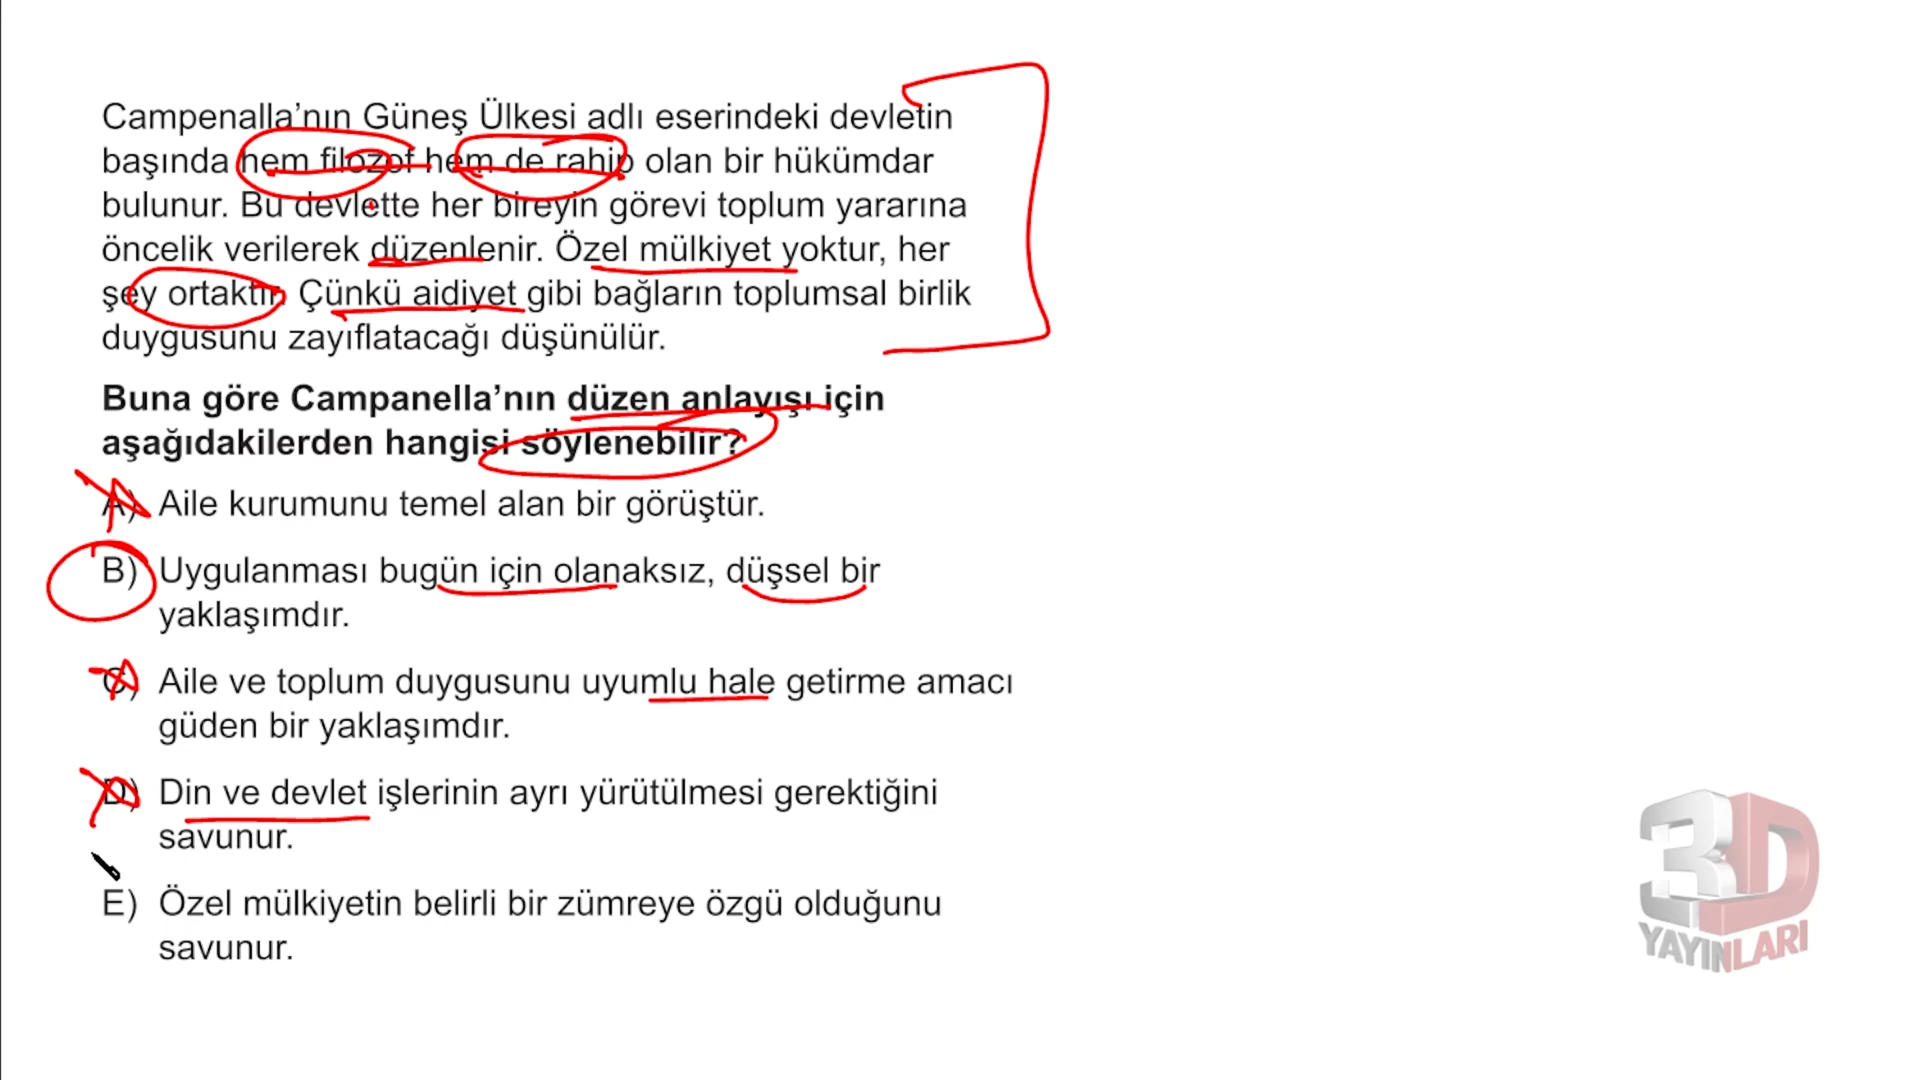 Campenalla’nın Güneş Ülkesi adlı eserindeki devletin
başında hem filozof hem de rahip olan bir hükümdar
bulunur. Bu devlette her bireyin görevi toplum yararına
öncelik verilerek düzenlenir. Özel mülkiyet yoktur, her
şey ortaktır. Çünkü aidiyet gibi bağların toplumsal birlik
duygusunu zayıflatacağı düşünülür.
Buna göre Campanella’nın düzen anlayışı için
aşağıdakilerden hangisi söylenebilir?
A) Aile kurumunu temel alan bir görüştür.
B) Uygulanması bugün için olanaksız, düşsel bir
yaklaşımdır.
C) Aile ve toplum duygusunu uyumlu hale getirme amacı
güden bir yaklaşımdır.
D) Din ve devlet işlerinin ayrı yürütülmesi gerektiğini
savunur.
E) Özel mülkiyetin belirli bir zümreye özgü olduğunu
savunur.
3D
YAYINLARI